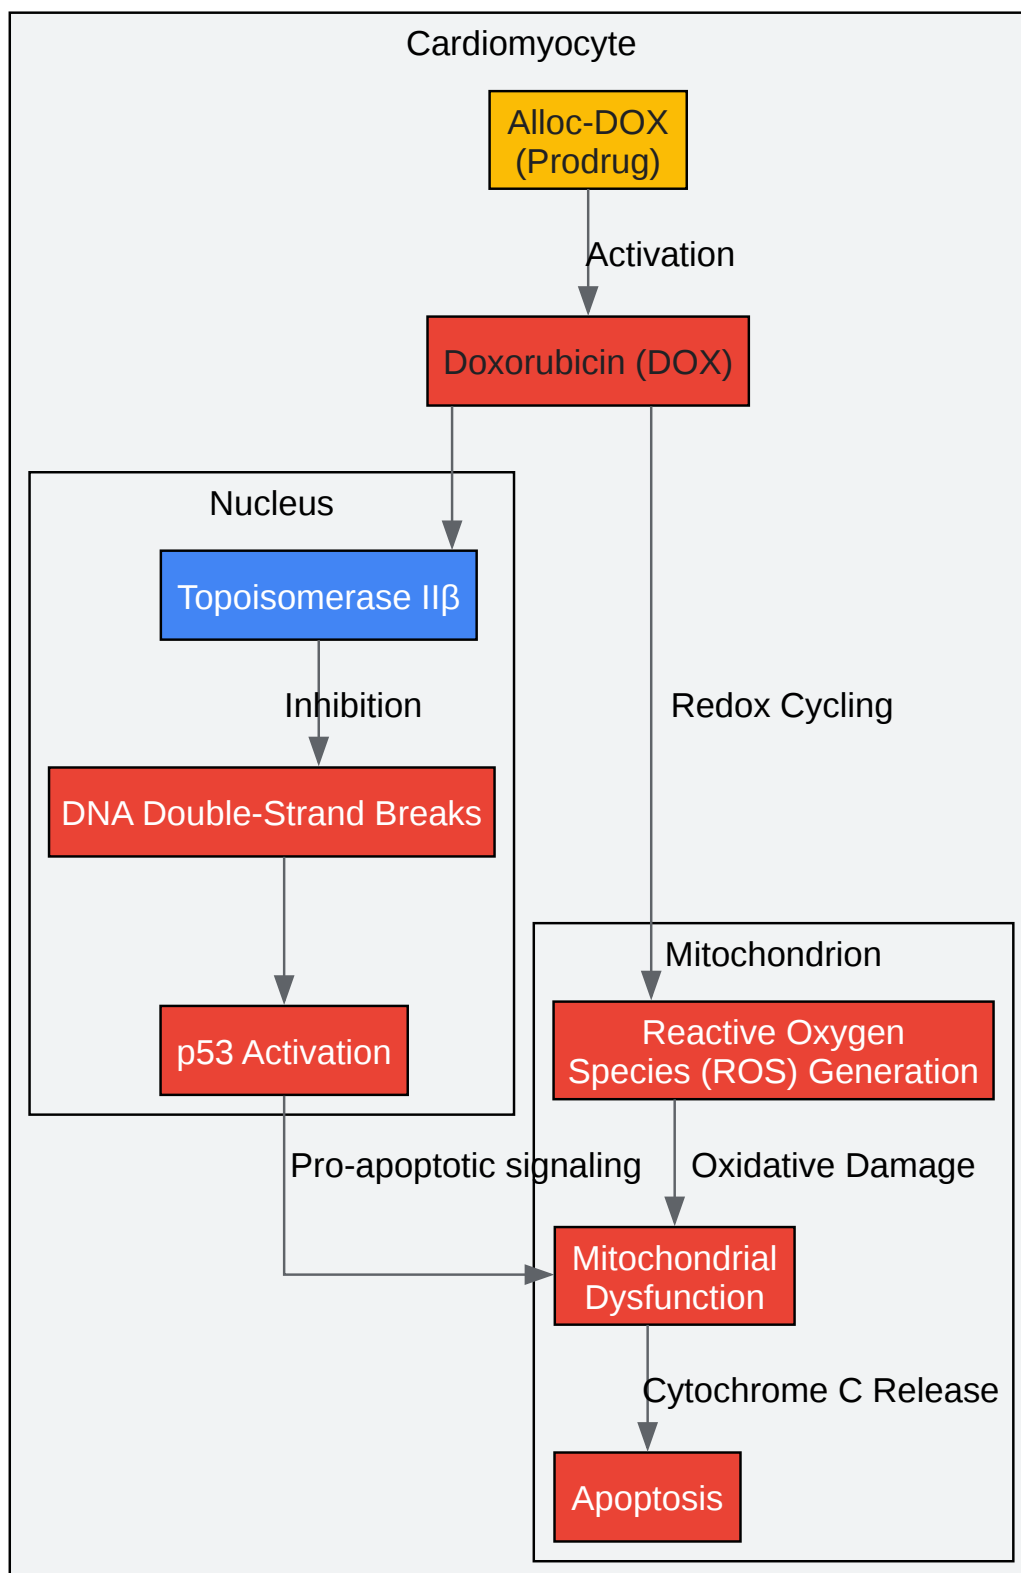 Cardiomyocyte
Alloc-DOX
(Prodrug)
Activation
Doxorubicin (DOX)
Nucleus
Topoisomerase IIβ
Inhibition
Redox Cycling
DNA Double-Strand Breaks
Mitochondrion
p53 Activation
Reactive Oxygen
Species (ROS) Generation
Pro-apoptotic signaling
Oxidative Damage
Mitochondrial
Dysfunction
Cytochrome C Release
Apoptosis